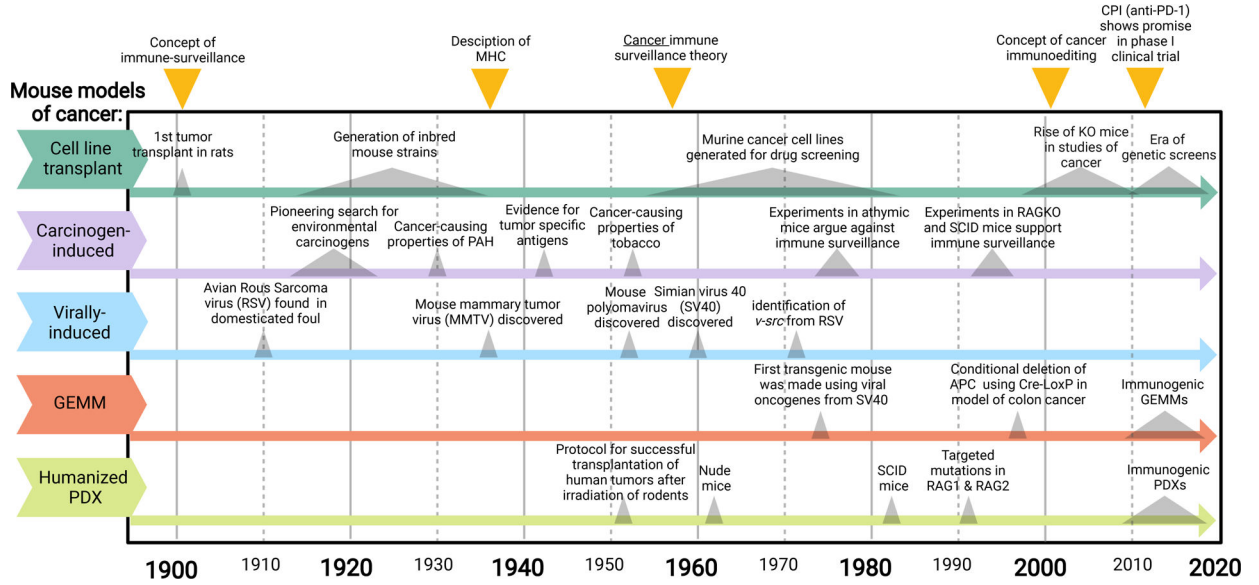 Concept of
immune-surveillance
Desciption of
MHC
Cancer immune
surveillance theory
Concept of cancer
immunoediting
CPI (anti-PD-1)
shows promise
in phase I
clinical trial
Mouse models
of cancer:
Cell line
transplant
1st tumor
transplant in rats
Generation of inbred
mouse strains
Murine cancer cell lines
generated for drug screening
Rise of KO mice
in studies of
cancer
Era of
genetic screens
Carcinogen-
induced
Pioneering search for
environmental
carcinogens
Cancer-causing
properties of PAH
Evidence for
tumor specific
antigens
Cancer-causing
properties of
tobacco
Experiments in athymic
mice argue against
immune surveillance
Experiments in RAGKO
and SCID mice support
immune surveillance
Virally-
induced
Avian Rous Sarcoma
virus (RSV) found in
domesticated foul
Mouse mammary tumor
virus (MMTV) discovered
Mouse
polyomavirus
discovered
Simian virus 40
(SV40)
discovered
identification of
v-src from RSV
GEMM
First transgenic mouse
was made using viral
oncogenes from SV40
Conditional deletion of
APC using Cre-LoxP in
model of colon cancer
Immunogenic
GEMMs
Humanized
PDX
Protocol for successful
transplantation of
human tumors after
irradiation of rodents
Nude
mice
SCID
mice
Targeted
mutations in
RAG1 & RAG2
Immunogenic
PDXs
1900 1910 1920 1930 1940 1950 1960 1970 1980 1990 2000 2010 2020